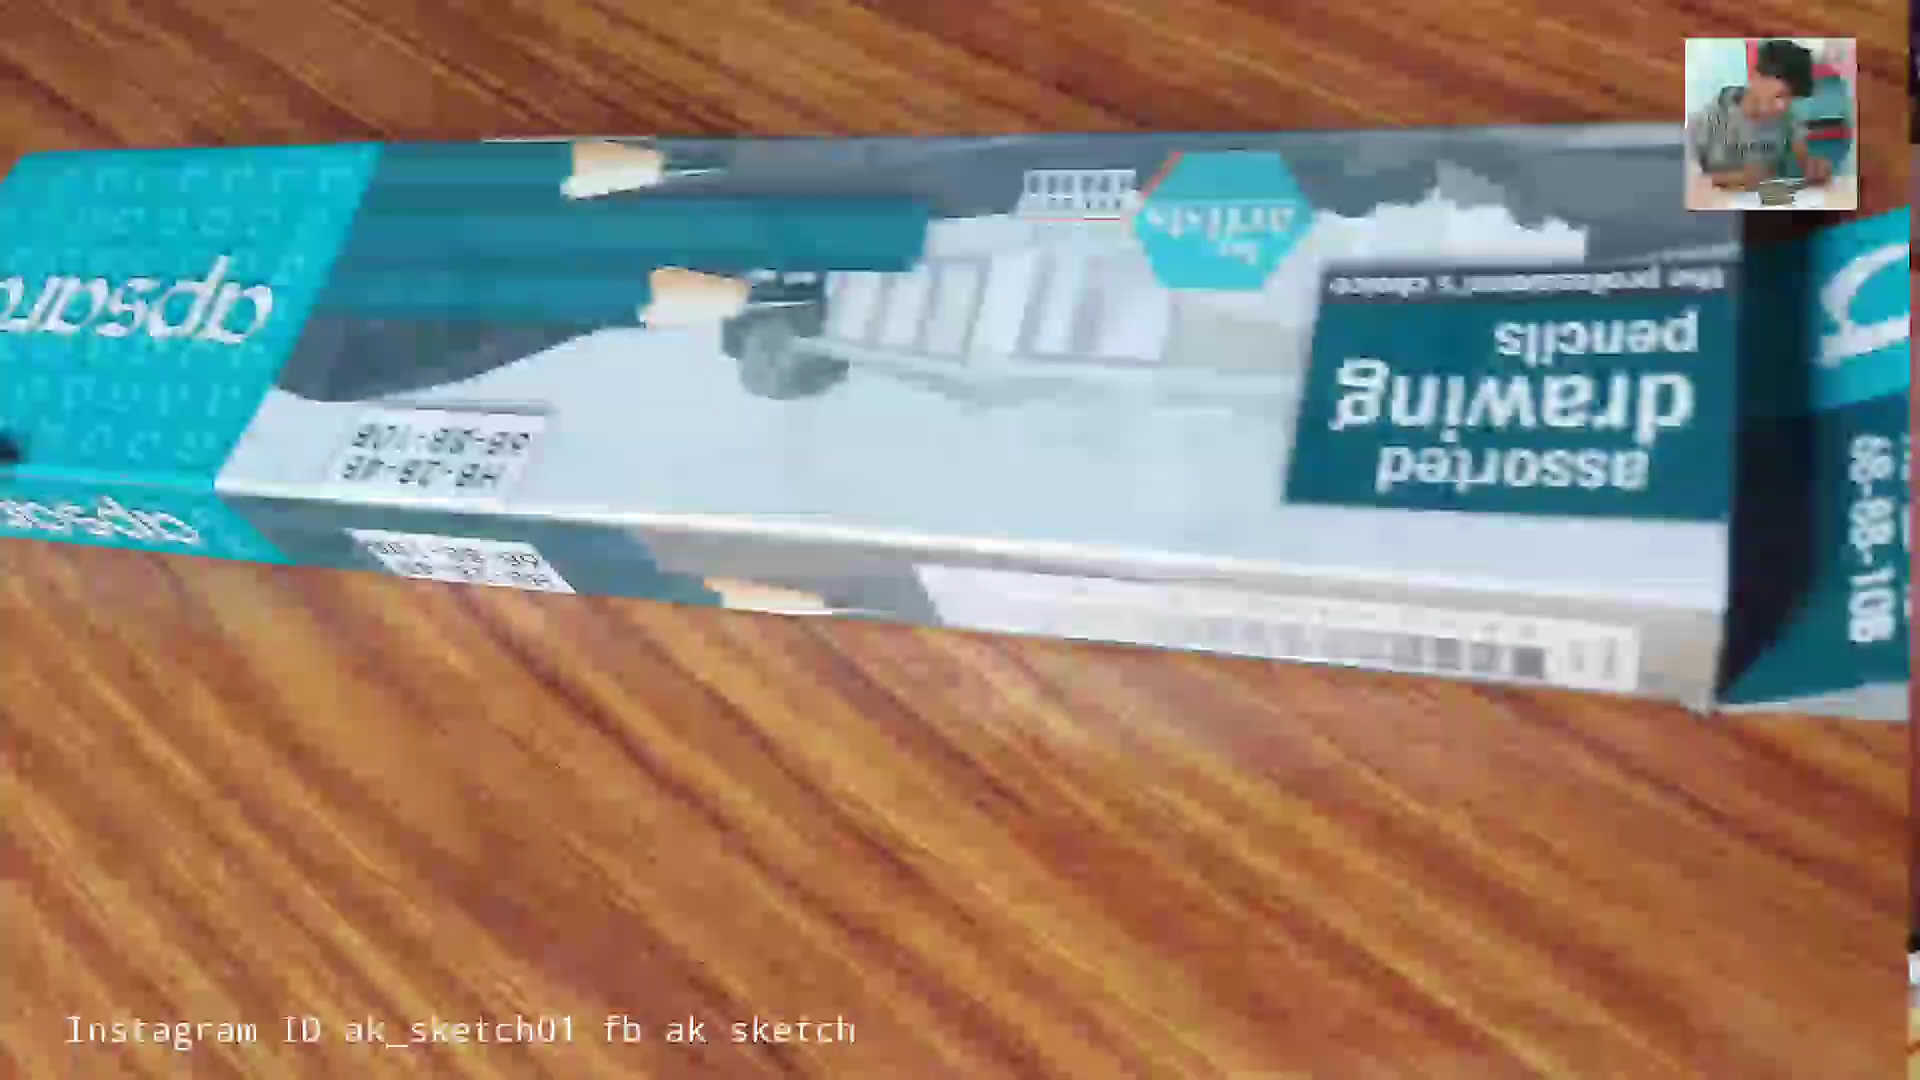 apsara
for
artists
the professional's choice
assorted
drawing
pencils
HB-2B-4B
6B-8B-10B
apsara
6B-8B-10B
Instagram ID ak_sketch01 fb ak sketch